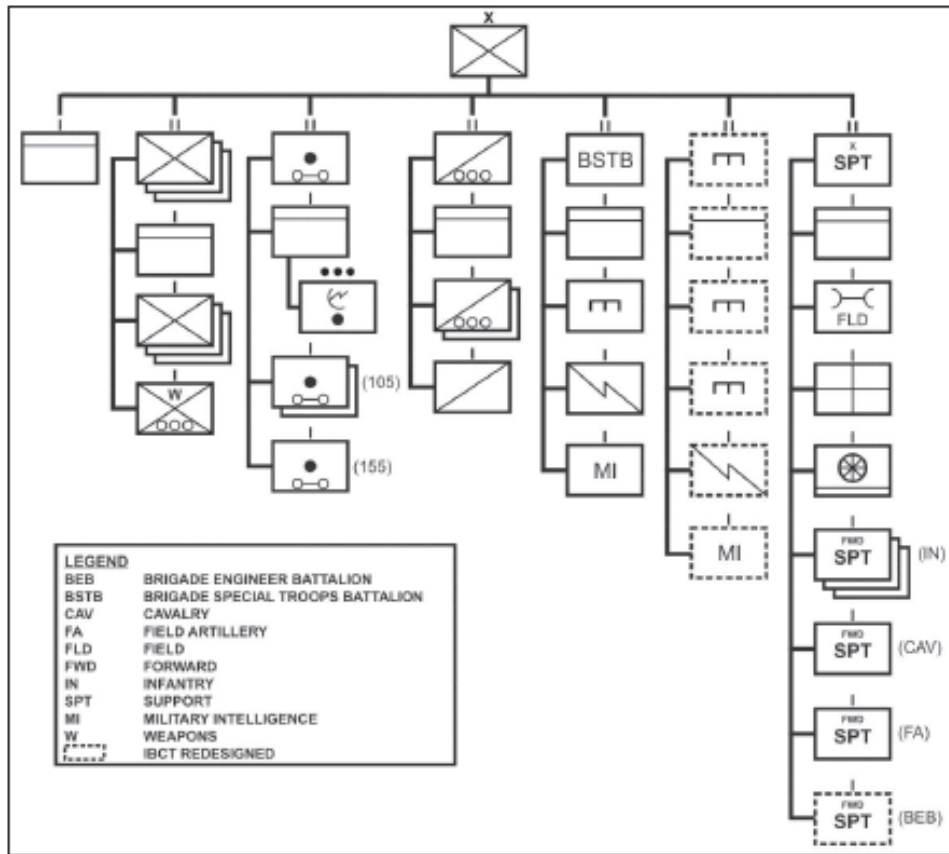 X
BSTB
X
SPT
FLD
W
(105)
(155)
MI
MI
FWD
SPT
(IN)
FWD
SPT
(CAV)
FWD
SPT
(FA)
FWD
SPT
(BEB)
LEGEND
BEB BRIGADE ENGINEER BATTALION
BSTB BRIGADE SPECIAL TROOPS BATTALION
CAV CAVALRY
FA FIELD ARTILLERY
FLD FIELD
FWD FORWARD
IN INFANTRY
SPT SUPPORT
MI MILITARY INTELLIGENCE
W WEAPONS
IBCT REDESIGNED